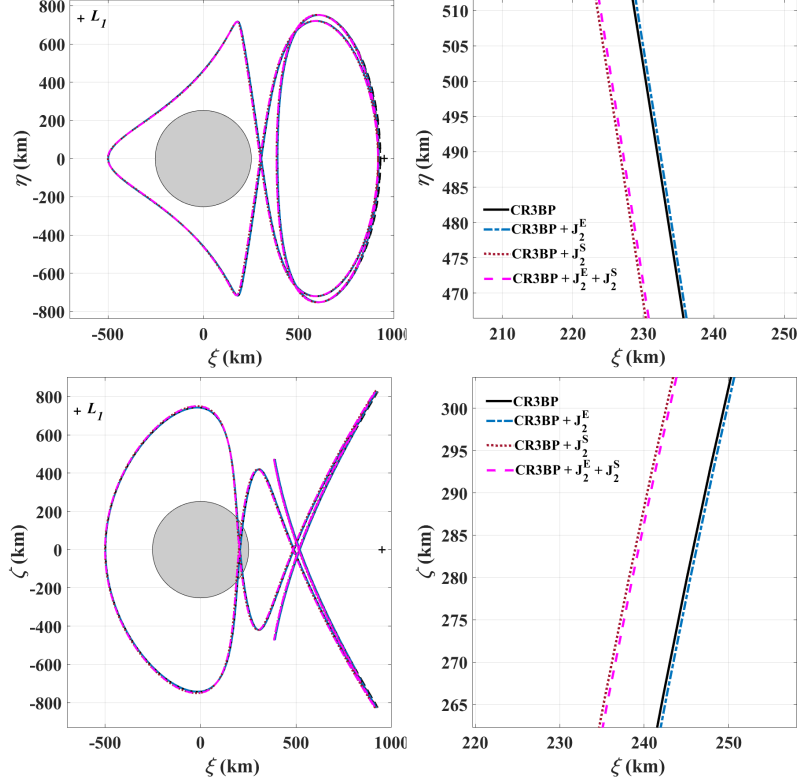 + L1
800
600
400
200
0
-200
-400
-600
-800
η (km)
-500 0 500 1000
ξ (km)
510
505
500
495
490
485
480
475
470
η (km)
CR3BP
CR3BP + J₂ᴱ
CR3BP + J₂ˢ
CR3BP + J₂ᴱ + J₂ˢ
210 220 230 240 250
ξ (km)
+ L1
800
600
400
200
0
-200
-400
-600
-800
ζ (km)
-500 0 500 1000
ξ (km)
300
295
290
285
280
275
270
265
ζ (km)
CR3BP
CR3BP + J₂ᴱ
CR3BP + J₂ˢ
CR3BP + J₂ᴱ + J₂ˢ
220 230 240 250
ξ (km)